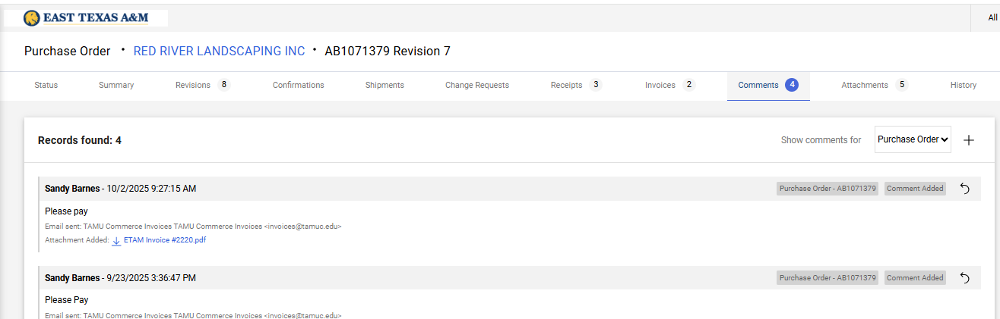 EAST TEXAS A&M
All
Purchase Order • RED RIVER LANDSCAPING INC • AB1071379 Revision 7
Status Summary Revisions 8 Confirmations Shipments Change Requests Receipts 3 Invoices 2 Comments 4 Attachments 5 History
Records found: 4 Show comments for Purchase Order
Sandy Barnes - 10/2/2025 9:27:15 AM Purchase Order - AB1071379 Comment Added
Please pay
Email sent: TAMU Commerce Invoices TAMU Commerce Invoices <invoices@tamuc.edu>
Attachment Added: ETAM Invoice #2220.pdf
Sandy Barnes - 9/23/2025 3:36:47 PM Purchase Order - AB1071379 Comment Added
Please Pay
Email sent: TAMU Commerce Invoices TAMU Commerce Invoices <invoices@tamuc.edu>